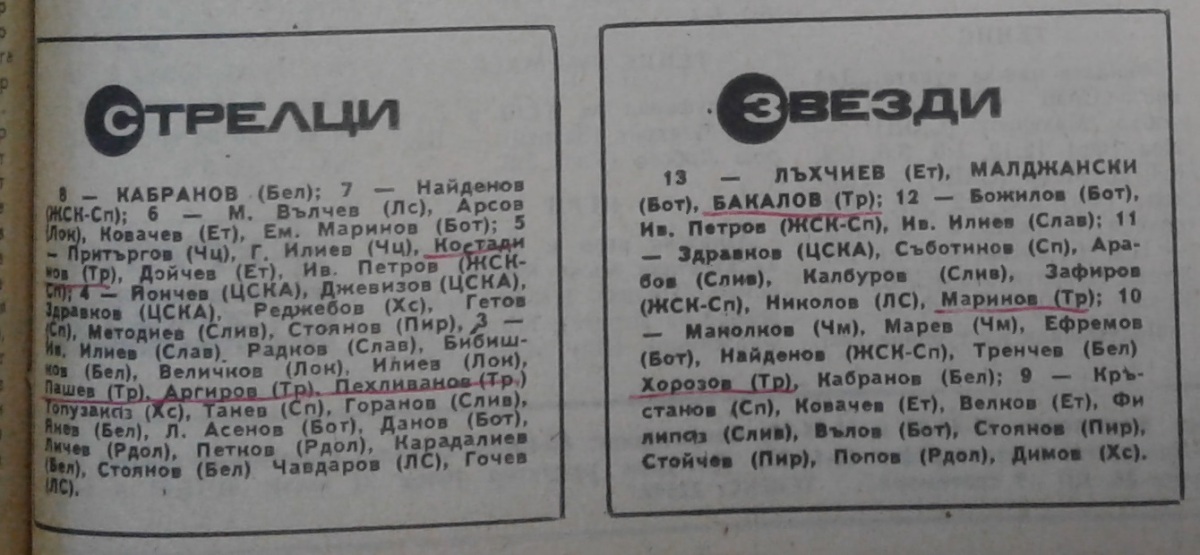 СТРЕЛЦИ
8 — КАБРАНОВ (Бел); 7 — Найденов
(ЖСК-Сп); 6 — М. Вълчев (Лс), Арсов
(Лок), Ковачев (Ет), Ем. Маринов (Бот); 5
— Притъргов (Чц), Г. Илиев (Чц), Костади
нов (Тр), Дойчев (Ет), Ив. Петров (ЖСК-
Сп); 4 — Йончев (ЦСКА), Джевизов (ЦСКА),
Здравков (ЦСКА), Реджебов (Хс), Гетов
(Сп), Методиев (Слив), Стоянов (Пир), 3 —
Ив. Илиев (Слав) Радков (Слав), Бибиш-
ков (Бел), Величков (Лок), Илиев (Лок),
Пашев (Тр), Аргиров (Тр), Пехливанов (Тр,)
(Хс), Танев (Сп), Горанов (Слив),
Янев (Бел), Л. Асенов (Бот), Данов (Бот),
Личев (Рдол), Петков (Рдол), Карадалиев
(Бел), Стоянов (Бел) Чавдаров (ЛС), Гочев
(ЛС).
ЗВЕЗДИ
13 — ЛЪХЧИЕВ (Ет), МАЛДЖАНСКИ
(Бот), БАКАЛОВ (Тр); 12 — Божилов (Бот),
Ив. Петров (ЖСК-Сп), Ив. Илиев (Слав); 11
— Здравков (ЦСКА), Съботинов (Сп), Ара-
бов (Слив), Калбуров (Слив), Зафиров
(ЖСК-Сп), Николов (ЛС), Маринов (Тр); 10
— Манолков (Чм), Марев (Чм), Ефремов
(Бот), Найденов (ЖСК-Сп), Тренчев (Бел)
Хорозов (Тр), Кабранов (Бел); 9 — Кръ-
станов (Сп), Ковачев (Ет), Велков (Ет), Фи
(Слив), Вълов (Бот), Стоянов (Пир),
Стойчев (Пир), Попов (Рдол), Димов (Хс).